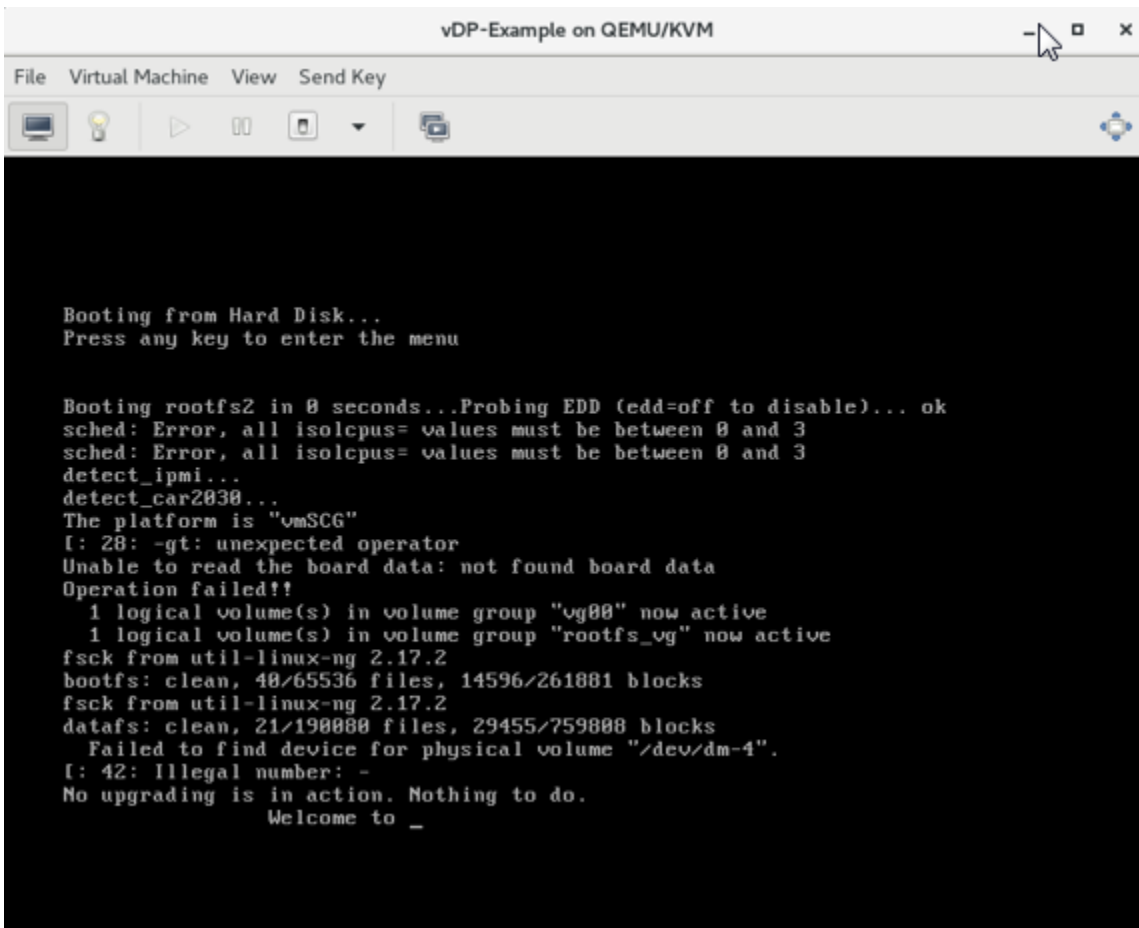 vDP-Example on QEMU/KVM
File Virtual Machine View Send Key
Booting from Hard Disk...
Press any key to enter the menu
Booting rootfs2 in 0 seconds...Probing EDD (edd=off to disable)... ok
sched: Error, all isolcpus= values must be between 0 and 3
sched: Error, all isolcpus= values must be between 0 and 3
detect_ipmi...
detect_car2030...
The platform is "vmSCG"
[: 28: -gt: unexpected operator
Unable to read the board data: not found board data
Operation failed!!
1 logical volume(s) in volume group "vg00" now active
1 logical volume(s) in volume group "rootfs_vg" now active
fsck from util-linux-ng 2.17.2
bootfs: clean, 40/65536 files, 14596/261881 blocks
fsck from util-linux-ng 2.17.2
datafs: clean, 21/190080 files, 29455/759808 blocks
Failed to find device for physical volume "/dev/dm-4".
[: 42: Illegal number: -
No upgrading is in action. Nothing to do.
Welcome to _